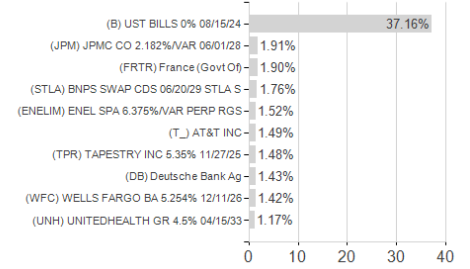 (B) UST BILLS 0% 08/15/24 37.16%
(JPM) JPMC CO 2.182%/VAR 06/01/28 1.91%
(FRTR) France (Govt Of) 1.90%
(STLA) BNPS SWAP CDS 06/20/29 STLA S 1.76%
(ENELIM) ENEL SPA 6.375%/VAR PERP RGS 1.52%
(T_) AT&T INC 1.49%
(TPR) TAPESTRY INC 5.35% 11/27/25 1.48%
(DB) Deutsche Bank Ag 1.43%
(WFC) WELLS FARGO BA 5.254% 12/11/26 1.42%
(UNH) UNITEDHEALTH GR 4.5% 04/15/33 1.17%
0 10 20 30 40